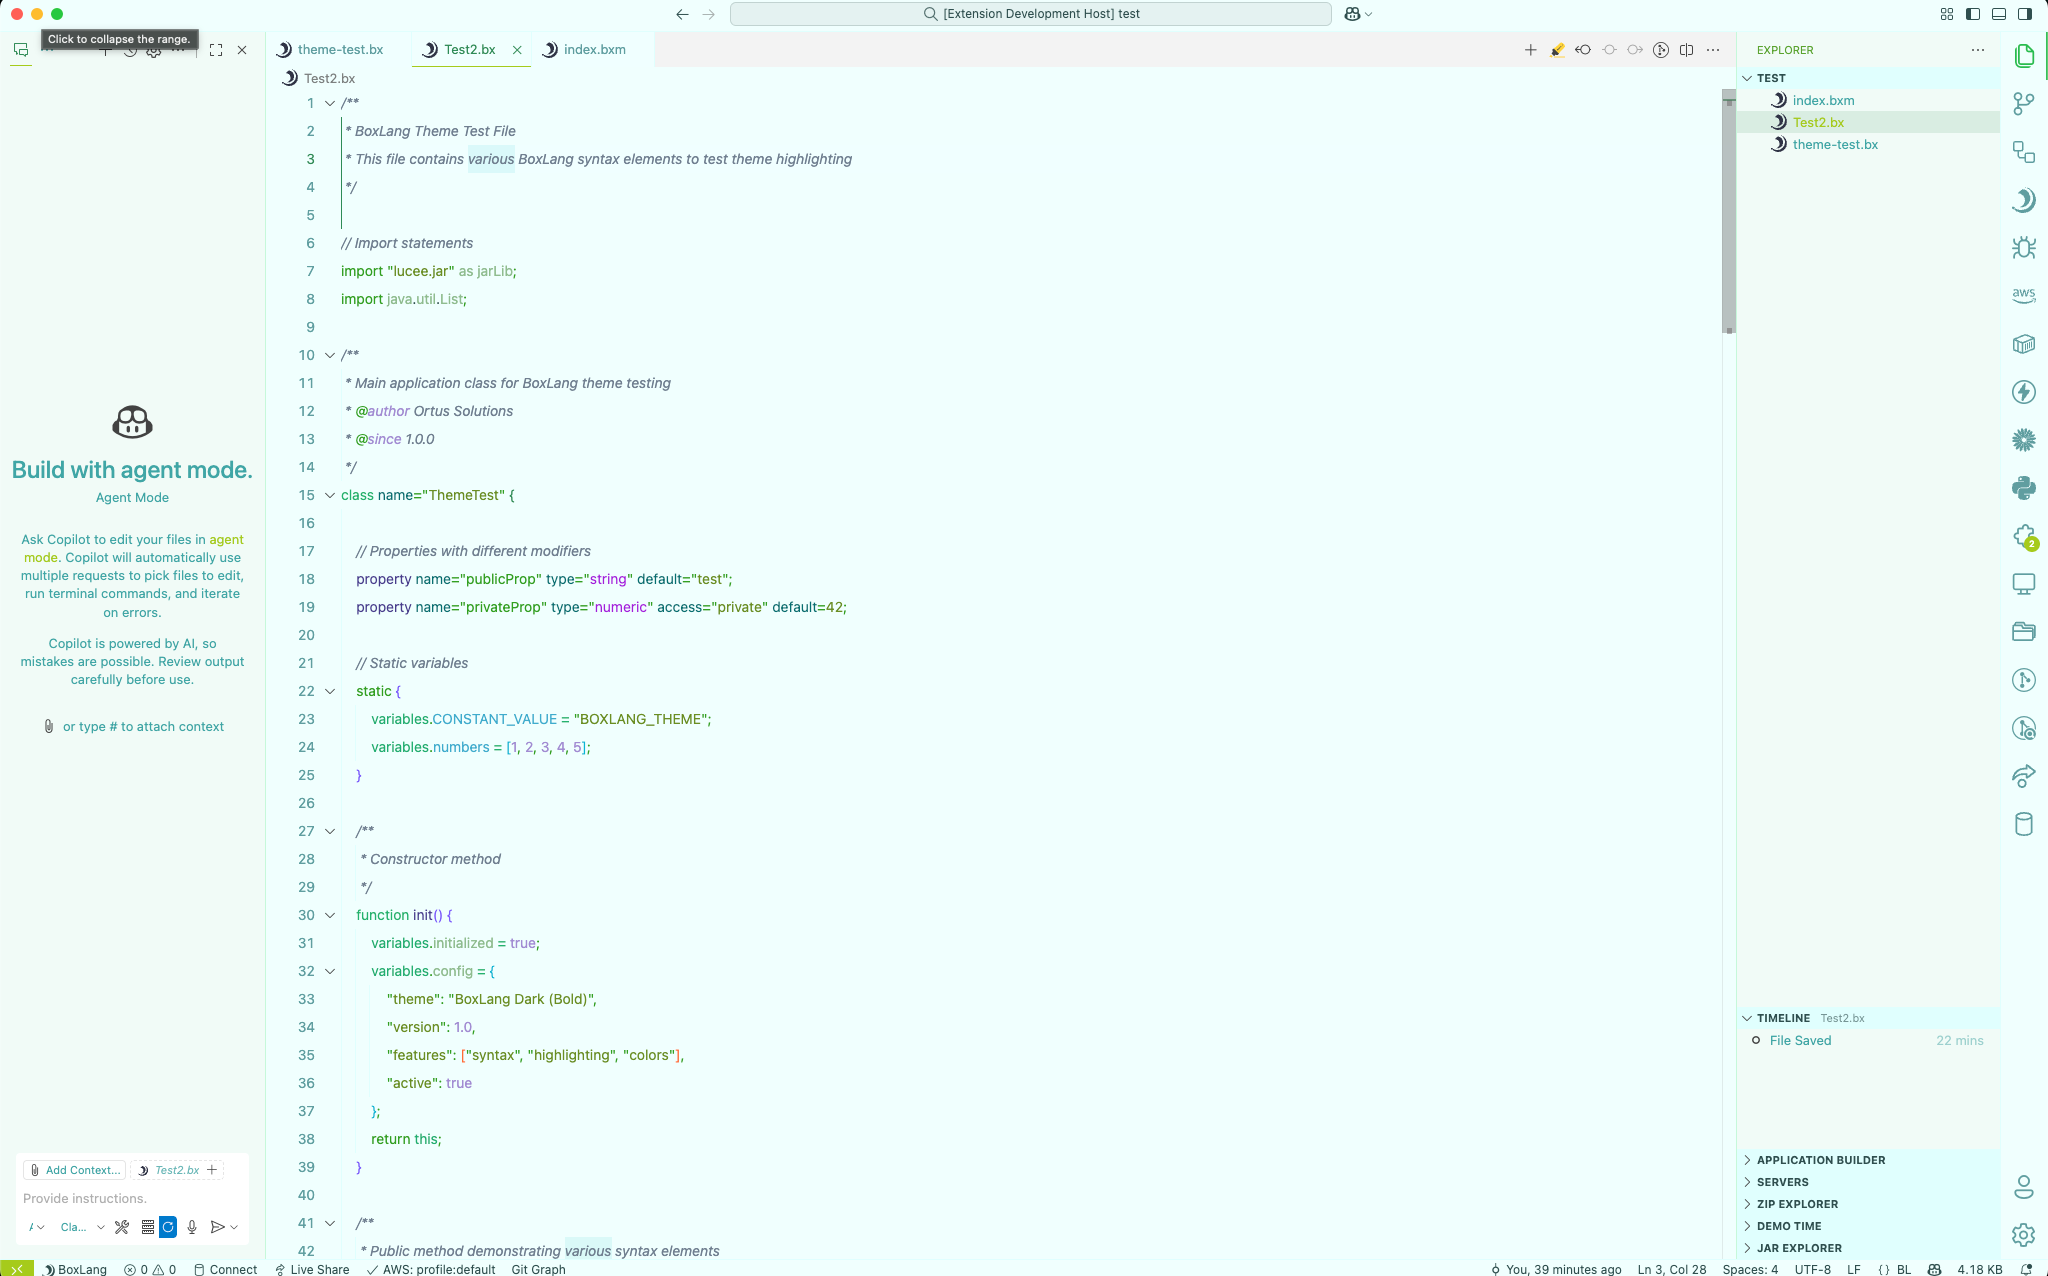 [Extension Development Host] test
Click to collapse the range.
theme-test.bx
Test2.bx
index.bxm
Test2.bx
Build with agent mode.
Agent Mode
Ask Copilot to edit your files in agent
mode. Copilot will automatically use
multiple requests to pick files to edit,
run terminal commands, and iterate
on errors.
Copilot is powered by AI, so
mistakes are possible. Review output
carefully before use.
or type # to attach context
Add Context...
Test2.bx
Provide instructions.
Cla...
1 /**
2 * BoxLang Theme Test File
3 * This file contains various BoxLang syntax elements to test theme highlighting
4 */
5
6 // Import statements
7 import "lucee.jar" as jarLib;
8 import java.util.List;
9
10 /**
11 * Main application class for BoxLang theme testing
12 * @author Ortus Solutions
13 * @since 1.0.0
14 */
15 class name="ThemeTest" {
16
17 // Properties with different modifiers
18 property name="publicProp" type="string" default="test";
19 property name="privateProp" type="numeric" access="private" default=42;
20
21 // Static variables
22 static {
23 variables.CONSTANT_VALUE = "BOXLANG_THEME";
24 variables.numbers = [1, 2, 3, 4, 5];
25 }
26
27 /**
28 * Constructor method
29 */
30 function init() {
31 variables.initialized = true;
32 variables.config = {
33 "theme": "BoxLang Dark (Bold)",
34 "version": 1.0,
35 "features": ["syntax", "highlighting", "colors"],
36 "active": true
37 };
38 return this;
39 }
40
41 /**
42 * Public method demonstrating various syntax elements
EXPLORER
TEST
index.bxm
Test2.bx
theme-test.bx
aws
2
TIMELINE Test2.bx
File Saved 22 mins
APPLICATION BUILDER
SERVERS
ZIP EXPLORER
DEMO TIME
JAR EXPLORER
BoxLang 0 0 Connect Live Share AWS: profile:default Git Graph You, 39 minutes ago Ln 3, Col 28 Spaces: 4 UTF-8 LF {} BL 4.18 KB